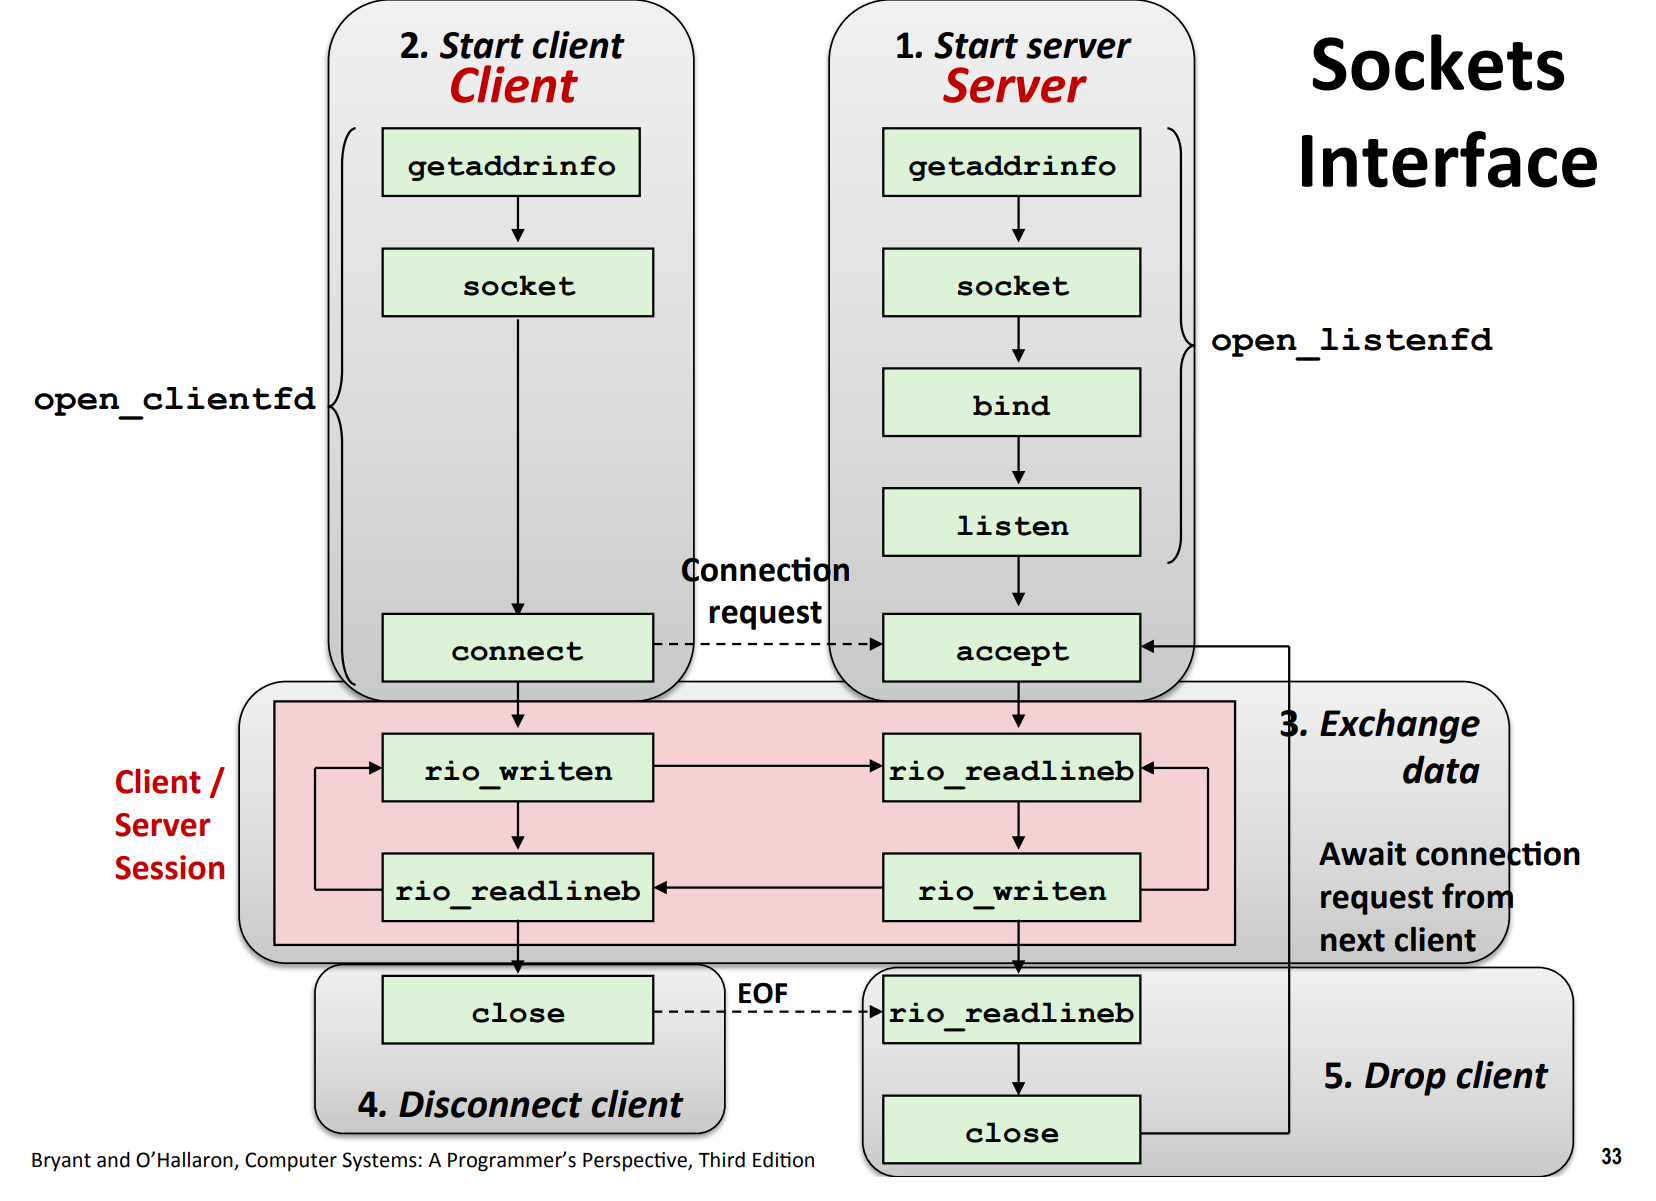 Sockets
Interface
2. Start client
Client
getaddrinfo
socket
open_clientfd
connect
1. Start server
Server
getaddrinfo
socket
bind
listen
open_listenfd
Connection
request
accept
3. Exchange
data
Client /
Server
Session
rio_writen
rio_readlineb
rio_readlineb
rio_writen
Await connection
request from
next client
close
EOF
rio_readlineb
4. Disconnect client
5. Drop client
close
Bryant and O’Hallaron, Computer Systems: A Programmer’s Perspective, Third Edition
33